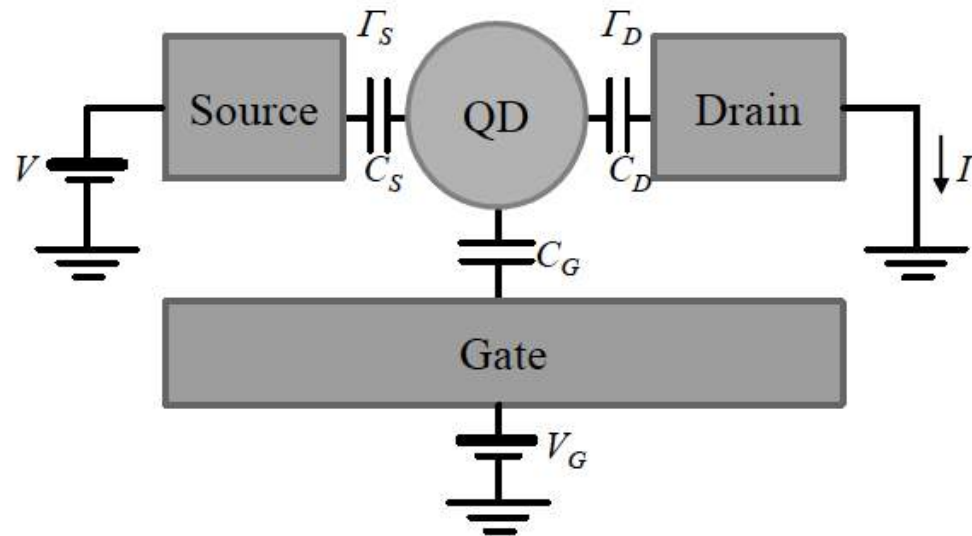 Γ_S Γ_D
Source QD Drain
V C_S C_D I
C_G
Gate
V_G